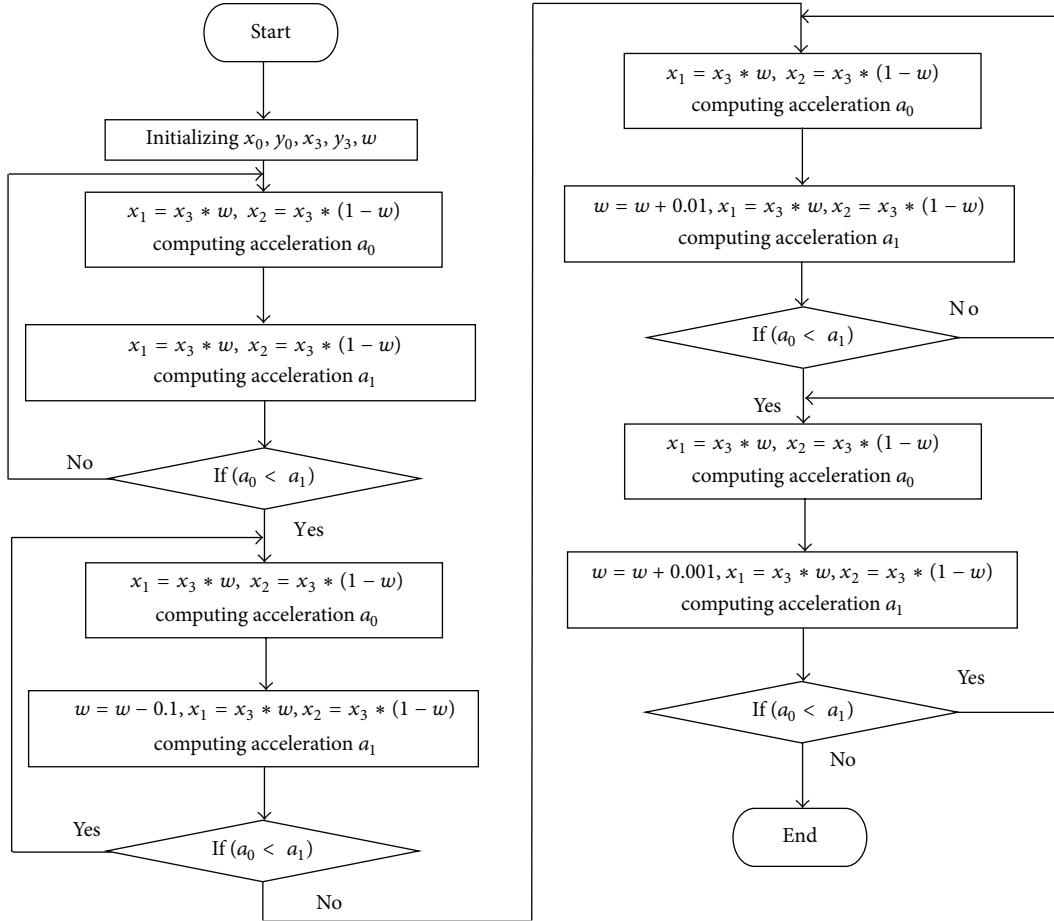 Start
Initializing x₀, y₀, x₃, y₃, w
x₁ = x₃ * w, x₂ = x₃ * (1 − w)
computing acceleration a₀
x₁ = x₃ * w, x₂ = x₃ * (1 − w)
computing acceleration a₁
No
If (a₀ < a₁)
Yes
x₁ = x₃ * w, x₂ = x₃ * (1 − w)
computing acceleration a₀
w = w − 0.1, x₁ = x₃ * w, x₂ = x₃ * (1 − w)
computing acceleration a₁
Yes
If (a₀ < a₁)
No
x₁ = x₃ * w, x₂ = x₃ * (1 − w)
computing acceleration a₀
w = w + 0.01, x₁ = x₃ * w, x₂ = x₃ * (1 − w)
computing acceleration a₁
No
If (a₀ < a₁)
Yes
x₁ = x₃ * w, x₂ = x₃ * (1 − w)
computing acceleration a₀
w = w + 0.001, x₁ = x₃ * w, x₂ = x₃ * (1 − w)
computing acceleration a₁
Yes
If (a₀ < a₁)
No
End